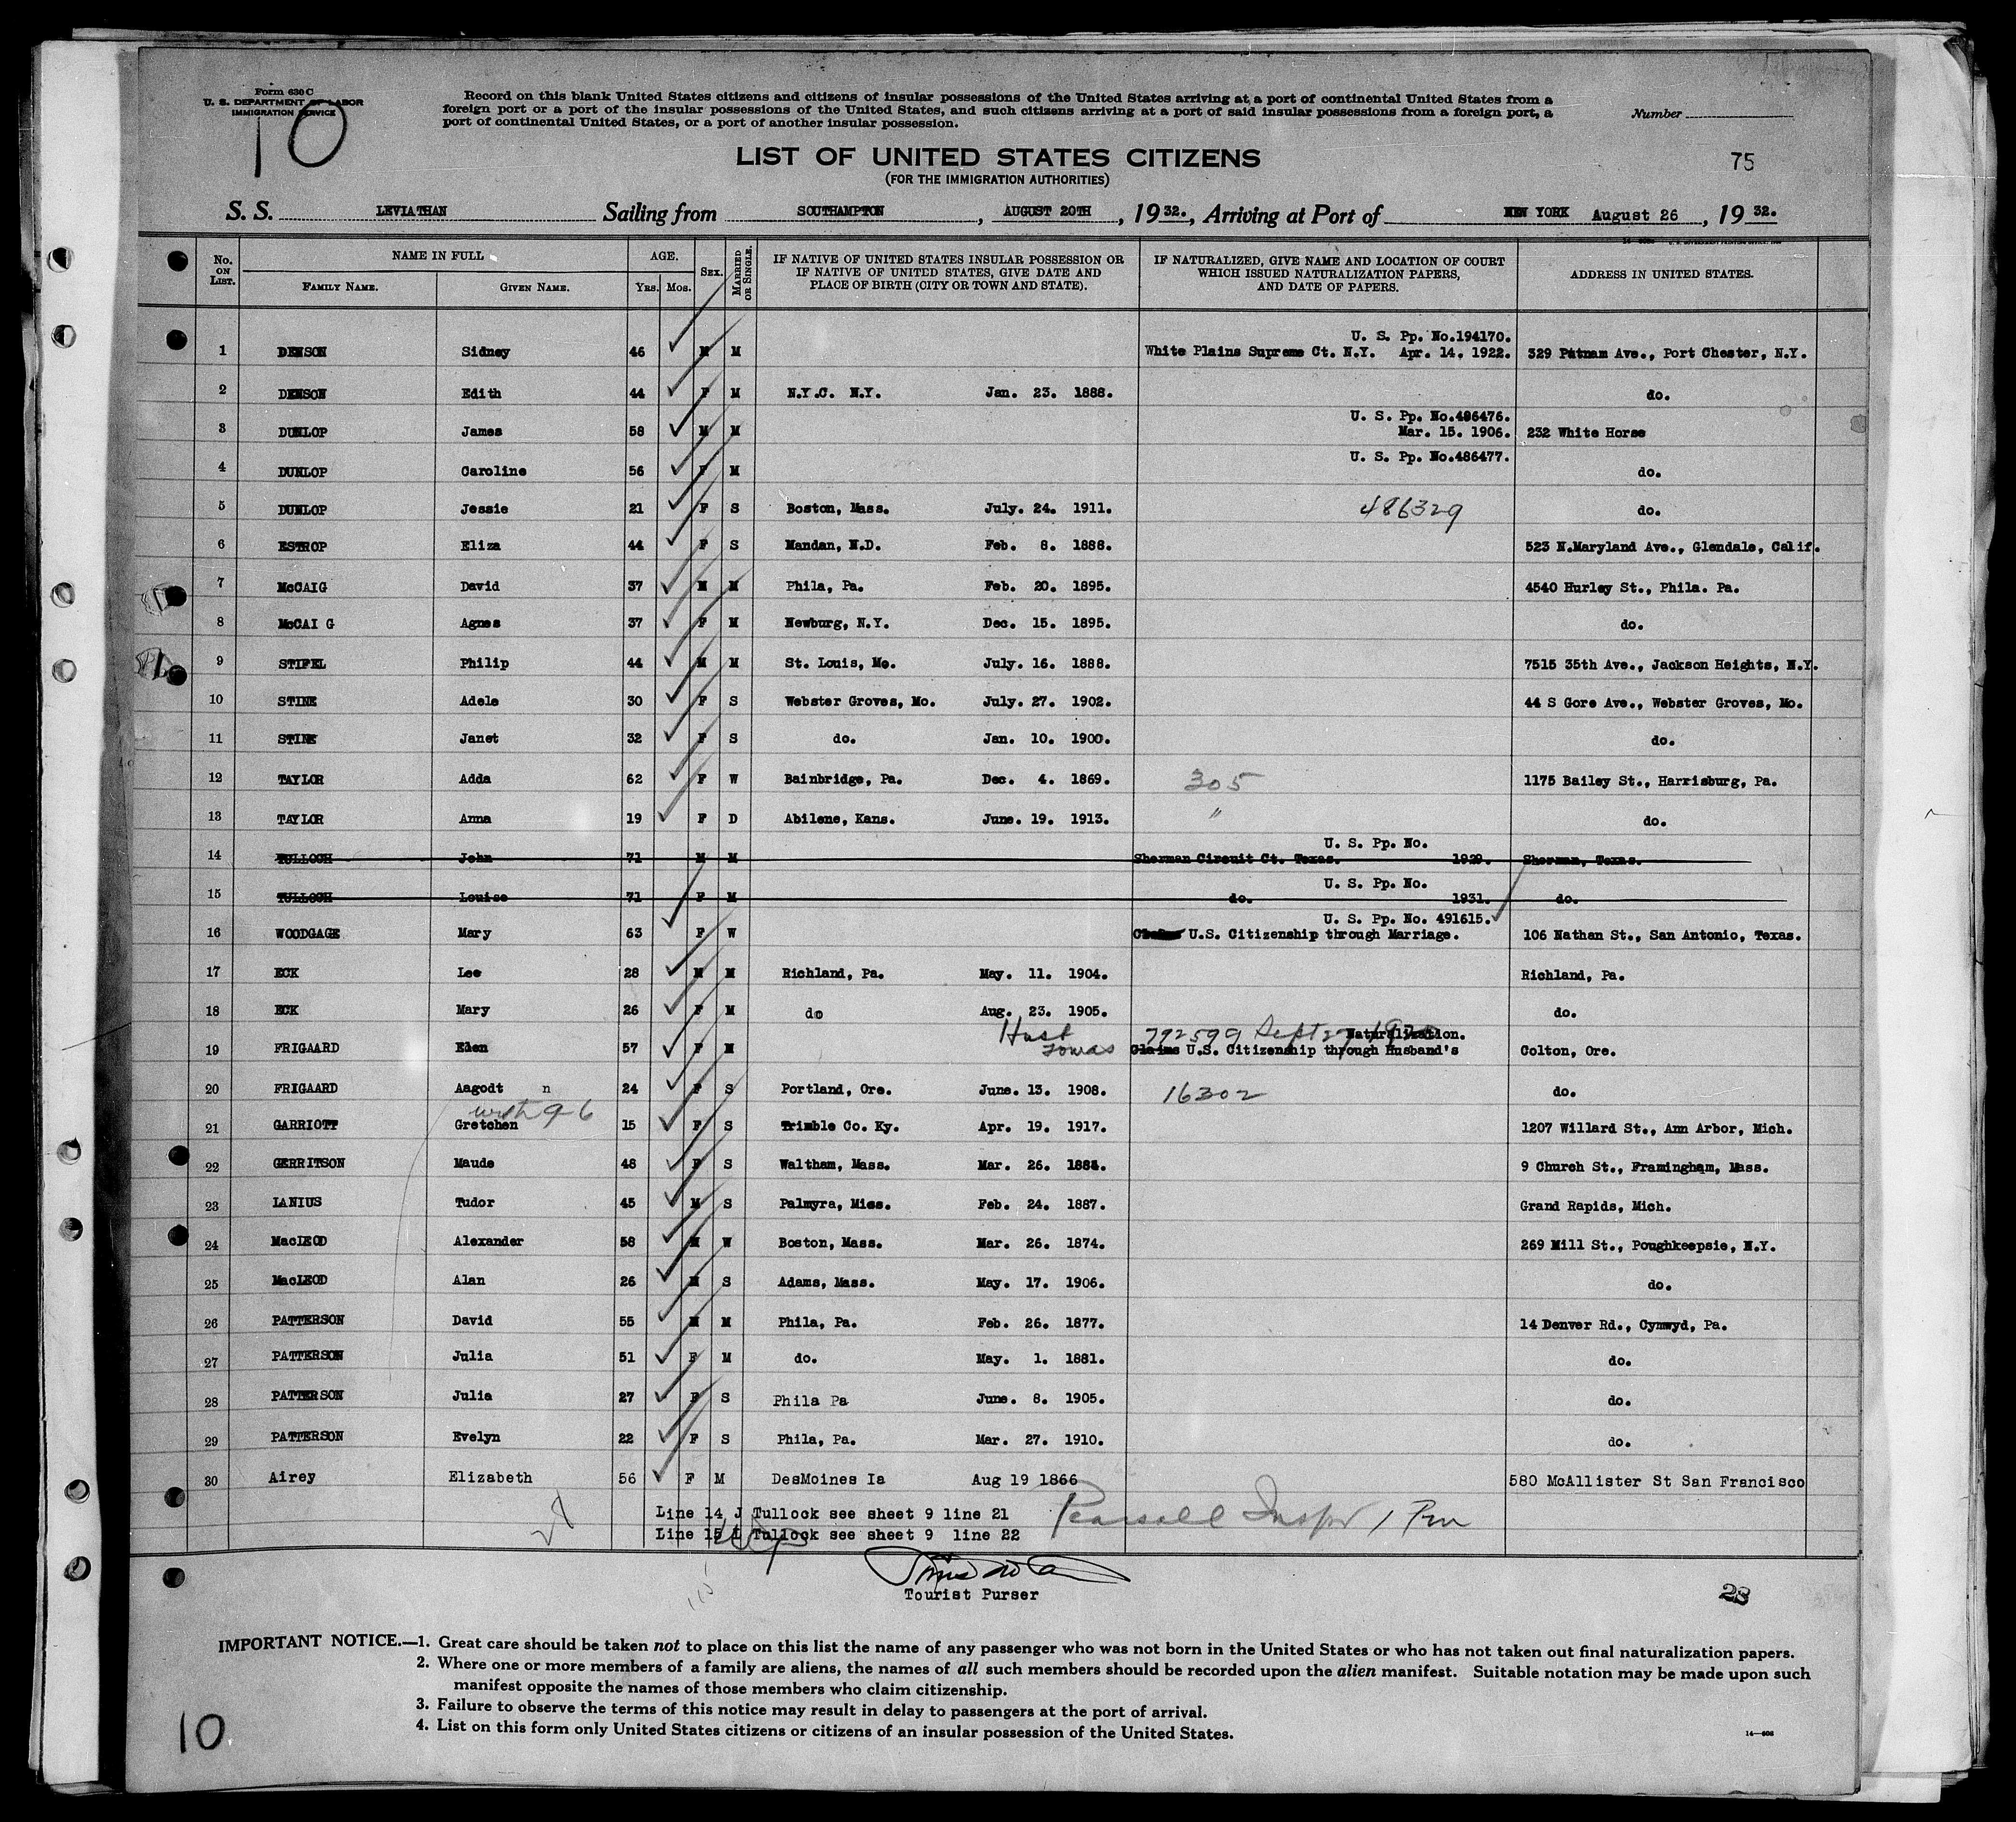 Form 630 C
U. S. DEPARTMENT OF LABOR
IMMIGRATION SERVICE
10
Record on this blank United States citizens and citizens of insular possessions of the United States arriving at a port of continental United States from a
foreign port or a port of the insular possessions of the United States, and such citizens arriving at a port of said insular possessions from a foreign port, a
port of continental United States, or a port of another insular possession.
Number
LIST OF UNITED STATES CITIZENS
(FOR THE IMMIGRATION AUTHORITIES)
75
S. S. LEVIATHAN Sailing from SOUTHAMPTON, AUGUST 20TH, 1932., Arriving at Port of NEW YORK August 26, 1932.
No. ON LIST. NAME IN FULL FAMILY NAME. GIVEN NAME. AGE. YRS. MOS. SEX. MARRIED OR SINGLE. IF NATIVE OF UNITED STATES INSULAR POSSESSION OR IF NATIVE OF UNITED STATES, GIVE DATE AND PLACE OF BIRTH (CITY OR TOWN AND STATE). IF NATURALIZED, GIVE NAME AND LOCATION OF COURT WHICH ISSUED NATURALIZATION PAPERS, AND DATE OF PAPERS. ADDRESS IN UNITED STATES.
U. S. Pp. No.194170.
1 DENSON Sidney 46 M M White Plains Supreme Ct. N.Y. Apr. 14. 1922. 329 Putnam Ave., Port Chester, N.Y.
2 DENSON Edith 44 F M N.Y.C. N.Y. Jan. 23. 1888. do.
U. S. Pp. No.486476.
3 DUNLOP James 58 M M Mar. 15. 1906. 232 White Horse
U. S. Pp. No.486477.
4 DUNLOP Caroline 56 F M do.
5 DUNLOP Jessie 21 F S Boston, Mass. July. 24. 1911. 486329 do.
6 ESTROP Eliza 44 F S Mandan, N.D. Feb. 8. 1888. 523 N.Maryland Ave., Glendale, Calif.
7 McCAIG David 37 M M Phila, Pa. Feb. 20. 1895. 4540 Hurley St., Phila. Pa.
8 McCAI G Agnes 37 F M Newburg, N.Y. Dec. 15. 1895. do.
9 STIFEL Philip 44 M M St. Louis, Mo. July. 16. 1888. 7515 35th Ave., Jackson Heights, N.Y.
10 STINE Adele 30 F S Webster Groves, Mo. July. 27. 1902. 44 S Gore Ave., Webster Groves, Mo.
11 STINE Janet 32 F S do. Jan. 10. 1900. do.
12 TAYLOR Adda 62 F W Bainbridge, Pa. Dec. 4. 1869. 305 1175 Bailey St., Harrisburg, Pa.
13 TAYLOR Anna 19 F D Abilene, Kans. June. 19. 1913. " do.
U. S. Pp. No.
14 TULLOCH John 71 M M Sherman Circuit Ct. Texas. 1929. Sherman, Texas.
U. S. Pp. No.
15 TULLOCH Louise 71 F M do. 1931. do.
U. S. Pp. No. 491615.
16 WOODGAGE Mary 63 F W Claims U.S. Citizenship through Marriage. 106 Nathan St., San Antonio, Texas.
17 ECK Lee 28 M M Richland, Pa. May. 11. 1904. Richland, Pa.
18 ECK Mary 26 F M do Aug. 23. 1905. do.
792599 Sept 27 Naturalization.
19 FRIGAARD Elen 57 F M Claims U.S. Citizenship through Husband's Colton, Ore.
20 FRIGAARD Aagodt n 24 F S Portland, Ore. June. 13. 1908. 16302 do.
with 9-6
21 GARRIOTT Gretchen 15 F S Trimble Co. Ky. Apr. 19. 1917. 1207 Willard St., Ann Arbor, Mich.
22 GERRITSON Maude 48 F S Waltham, Mass. Mar. 26. 1884. 9 Church St., Framingham, Mass.
23 LANIUS Tudor 45 M S Palmyra, Miss. Feb. 24. 1887. Grand Rapids, Mich.
24 MacLEOD Alexander 58 M W Boston, Mass. Mar. 26. 1874. 269 Mill St., Poughkeepsie, N.Y.
25 MacLEOD Alan 26 M S Adams, Mass. May. 17. 1906. do.
26 PATTERSON David 55 M M Phila, Pa. Feb. 26. 1877. 14 Denver Rd., Cynwyd, Pa.
27 PATTERSON Julia 51 F M do. May. 1. 1881. do.
28 PATTERSON Julia 27 F S Phila Pa June. 8. 1905. do.
29 PATTERSON Evelyn 22 F S Phila, Pa. Mar. 27. 1910. do.
30 Airey Elizabeth 56 F M DesMoines Ia Aug 19 1866 580 McAllister St San Francisco
Line 14 J Tullock see sheet 9 line 21
Line 15 L Tullock see sheet 9 line 22
Pearsall Inspr
28
Tourist Purser
28
IMPORTANT NOTICE.—1. Great care should be taken not to place on this list the name of any passenger who was not born in the United States or who has not taken out final naturalization papers.
2. Where one or more members of a family are aliens, the names of all such members should be recorded upon the alien manifest. Suitable notation may be made upon such
manifest opposite the names of those members who claim citizenship.
3. Failure to observe the terms of this notice may result in delay to passengers at the port of arrival.
4. List on this form only United States citizens or citizens of an insular possession of the United States.
10
14—606